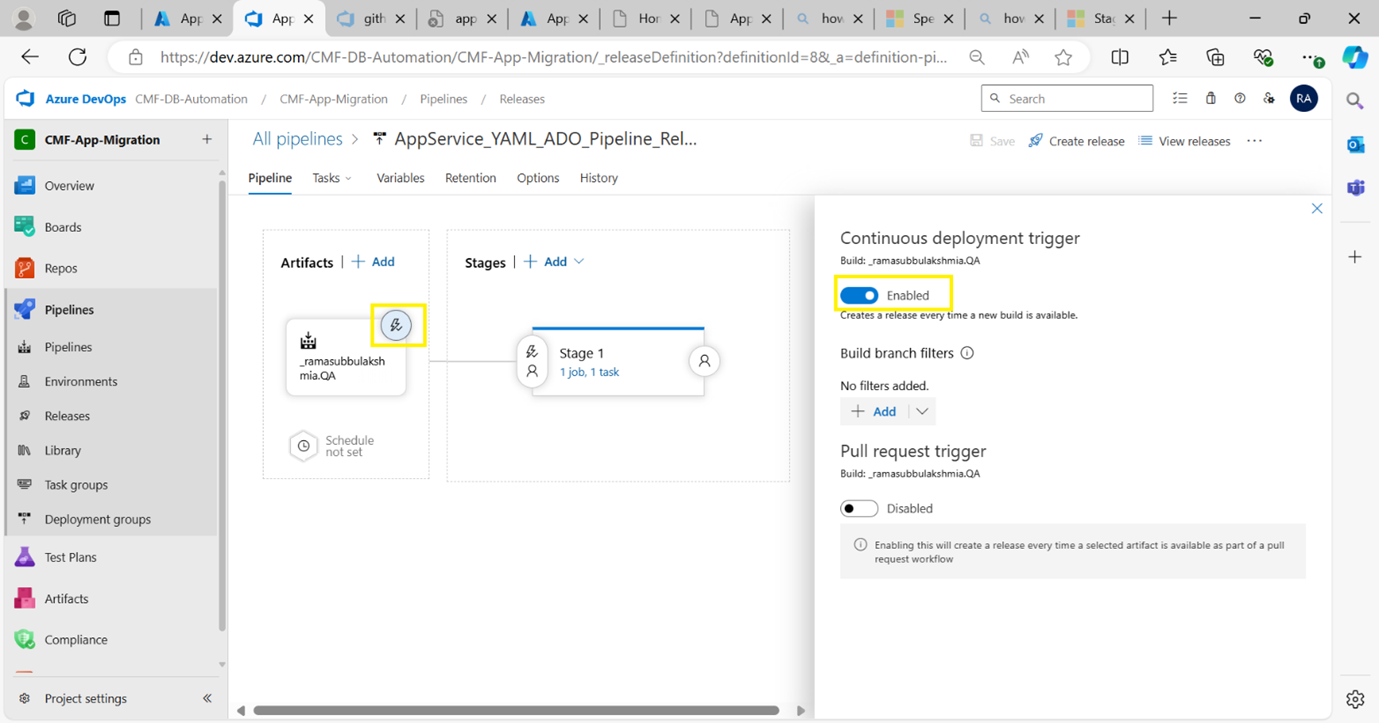 App
App
gith
app
App
Hor
App
how
Spe
how
Sta
https://dev.azure.com/CMF-DB-Automation/CMF-App-Migration/_releaseDefinition?definitionId=8&_a=definition-pi...
Azure DevOps CMF-DB-Automation / CMF-App-Migration / Pipelines / Releases
Search
RA
C CMF-App-Migration
All pipelines > AppService_YAML_ADO_Pipeline_Rel...
Save Create release View releases ...
Overview
Boards
Repos
Pipelines
Pipelines
Environments
Releases
Library
Task groups
Deployment groups
Test Plans
Artifacts
Compliance
Project settings
Pipeline Tasks Variables Retention Options History
Artifacts | + Add
_ramasubbulaksh
mia.QA
Schedule
not set
Stages | + Add
Stage 1
1 job, 1 task
Continuous deployment trigger
Build: _ramasubbulakshmia.QA
Enabled
Creates a release every time a new build is available.
Build branch filters
No filters added.
+ Add
Pull request trigger
Build: _ramasubbulakshmia.QA
Disabled
Enabling this will create a release every time a selected artifact is available as part of a pull
request workflow